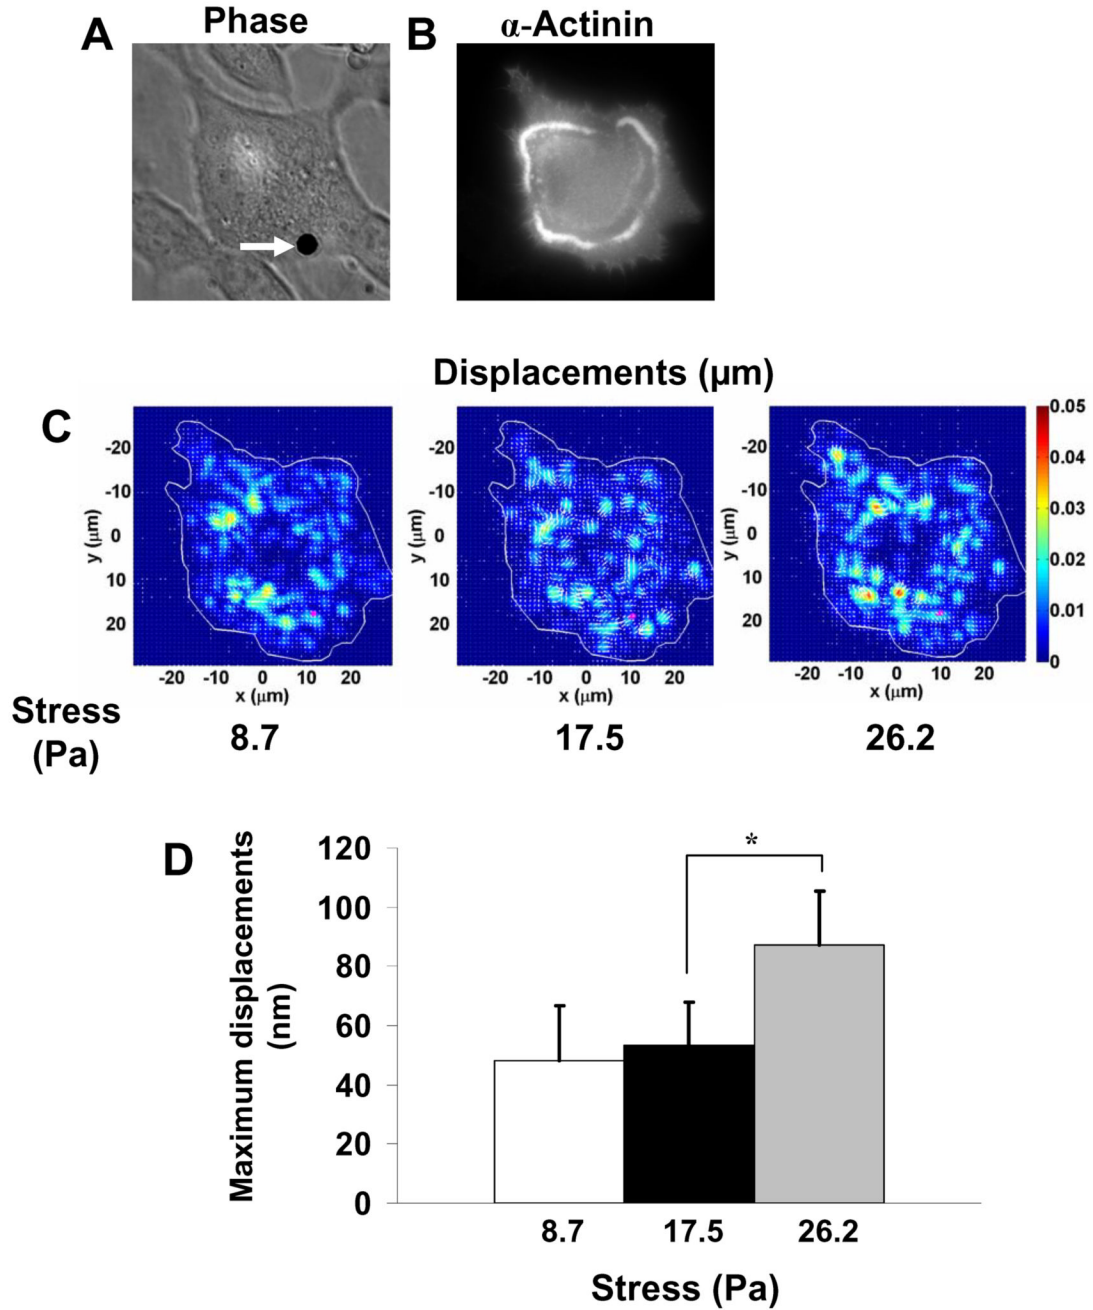 A
Phase
B
α-Actinin
Displacements (µm)
C
-20
-10
0
10
20
y (µm)
-20 -10 0 10 20
x (µm)
-20
-10
0
10
20
y (µm)
-20 -10 0 10 20
x (µm)
-20
-10
0
10
20
y (µm)
-20 -10 0 10 20
x (µm)
0.05
0.04
0.03
0.02
0.01
0
Stress
(Pa)
8.7
17.5
26.2
D
Maximum displacements
(nm)
120
100
80
60
40
20
0
*
8.7
17.5
26.2
Stress (Pa)